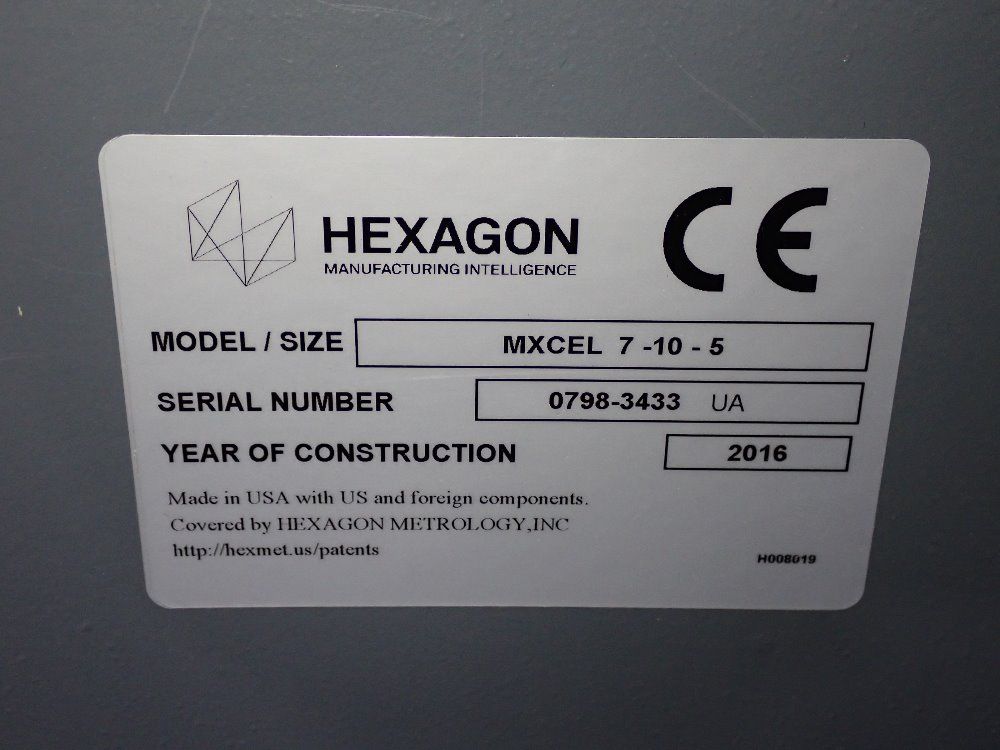 HEXAGON
MANUFACTURING INTELLIGENCE
CE
MODEL / SIZE MXCEL 7 -10 - 5
SERIAL NUMBER 0798-3433 UA
YEAR OF CONSTRUCTION 2016
Made in USA with US and foreign components.
Covered by HEXAGON METROLOGY,INC
http://hexmet.us/patents
H008019